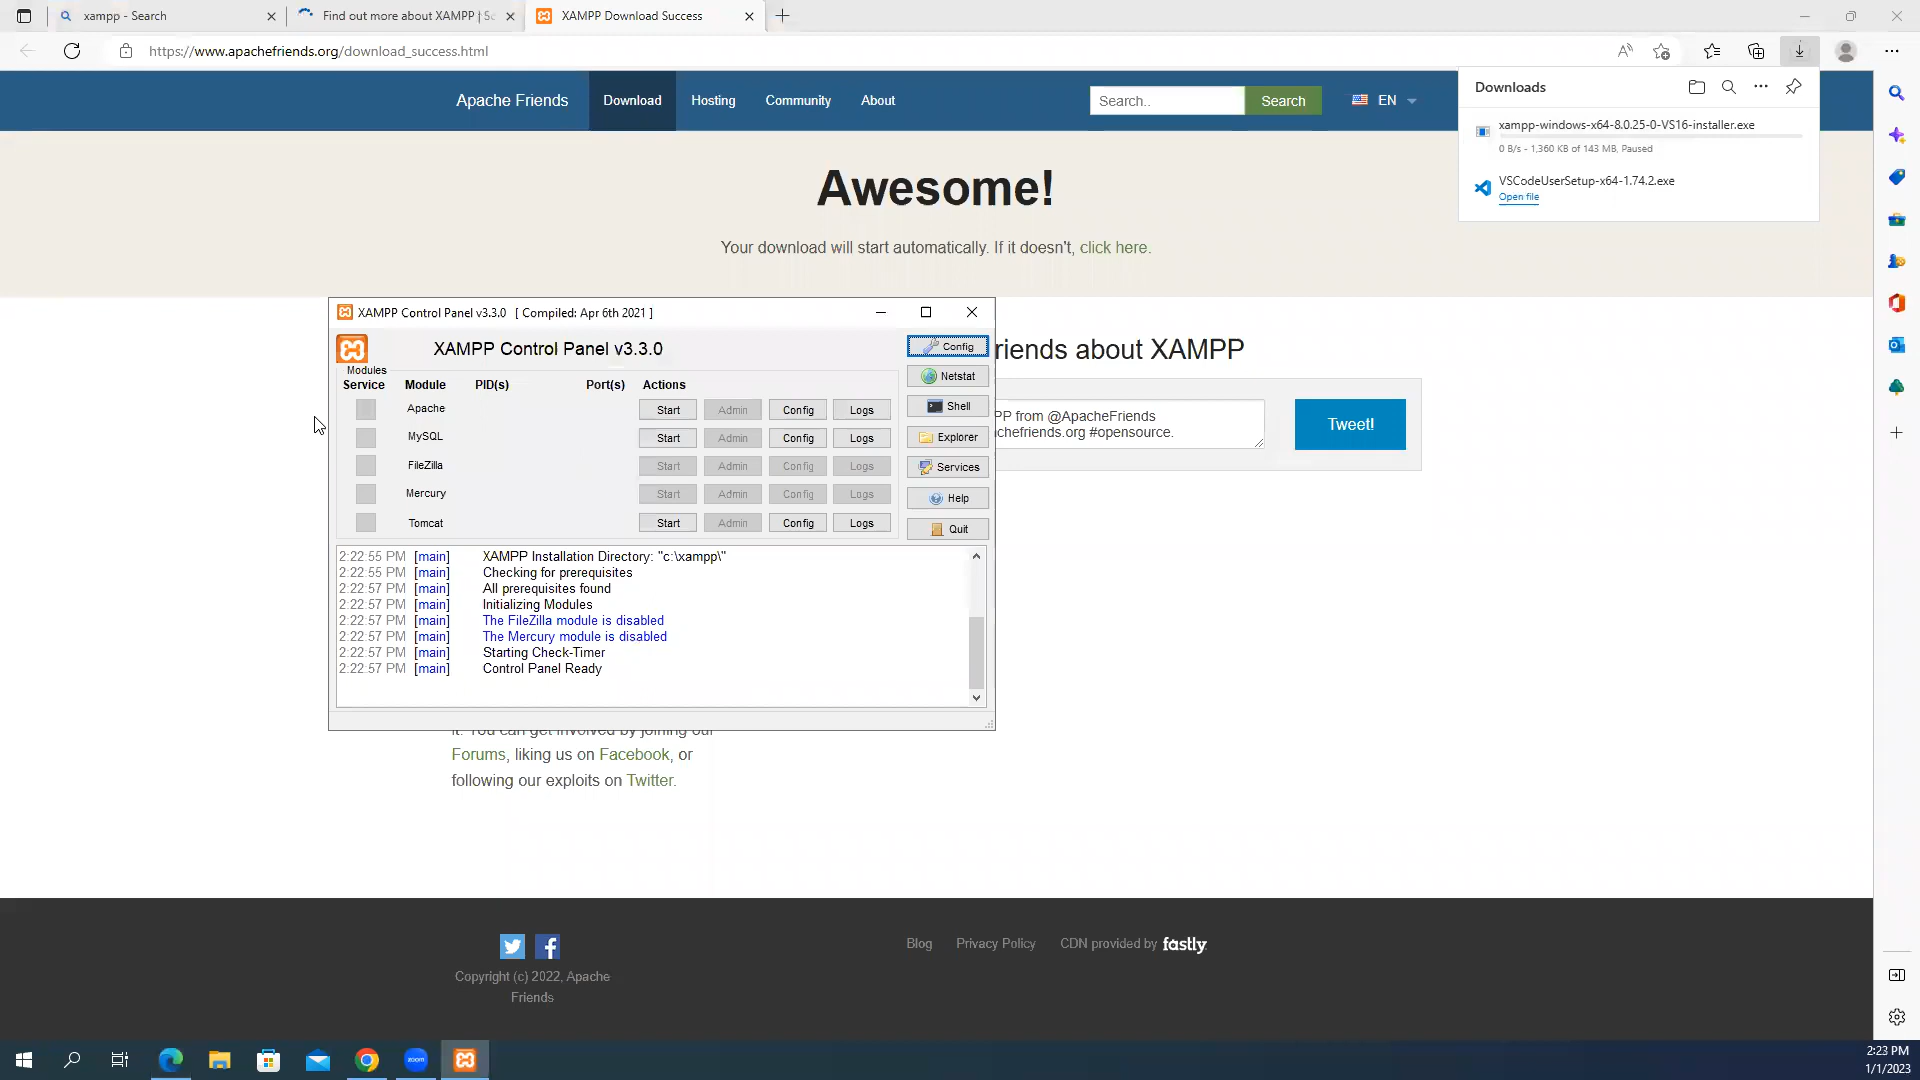 xampp - Search
Find out more about XAMPP | Sc
XAMPP Download Success
https://www.apachefriends.org/download_success.html
Apache Friends
Download
Hosting
Community
About
Search..
Search
EN
Downloads
xampp-windows-x64-8.0.25-0-VS16-installer.exe
0 B/s - 1,360 KB of 143 MB, Paused
VSCodeUserSetup-x64-1.74.2.exe
Open file
Awesome!
Your download will start automatically. If it doesn't, click here.
XAMPP Control Panel v3.3.0 [ Compiled: Apr 6th 2021 ]
XAMPP Control Panel v3.3.0
Config
riends about XAMPP
Modules
Service Module PID(s) Port(s) Actions
Netstat
Apache Start Admin Config Logs
Shell
PP from @ApacheFriends
achefriends.org #opensource.
Tweet!
MySQL Start Admin Config Logs
Explorer
FileZilla Start Admin Config Logs
Services
Mercury Start Admin Config Logs
Help
Tomcat Start Admin Config Logs
Quit
2:22:55 PM [main] XAMPP Installation Directory: "c:\xampp\"
2:22:55 PM [main] Checking for prerequisites
2:22:57 PM [main] All prerequisites found
2:22:57 PM [main] Initializing Modules
2:22:57 PM [main] The FileZilla module is disabled
2:22:57 PM [main] The Mercury module is disabled
2:22:57 PM [main] Starting Check-Timer
2:22:57 PM [main] Control Panel Ready
it. You can get involved by joining our
Forums, liking us on Facebook, or
following our exploits on Twitter.
Blog
Privacy Policy
CDN provided by fastly
Copyright (c) 2022, Apache
Friends
zoom
2:23 PM
1/1/2023